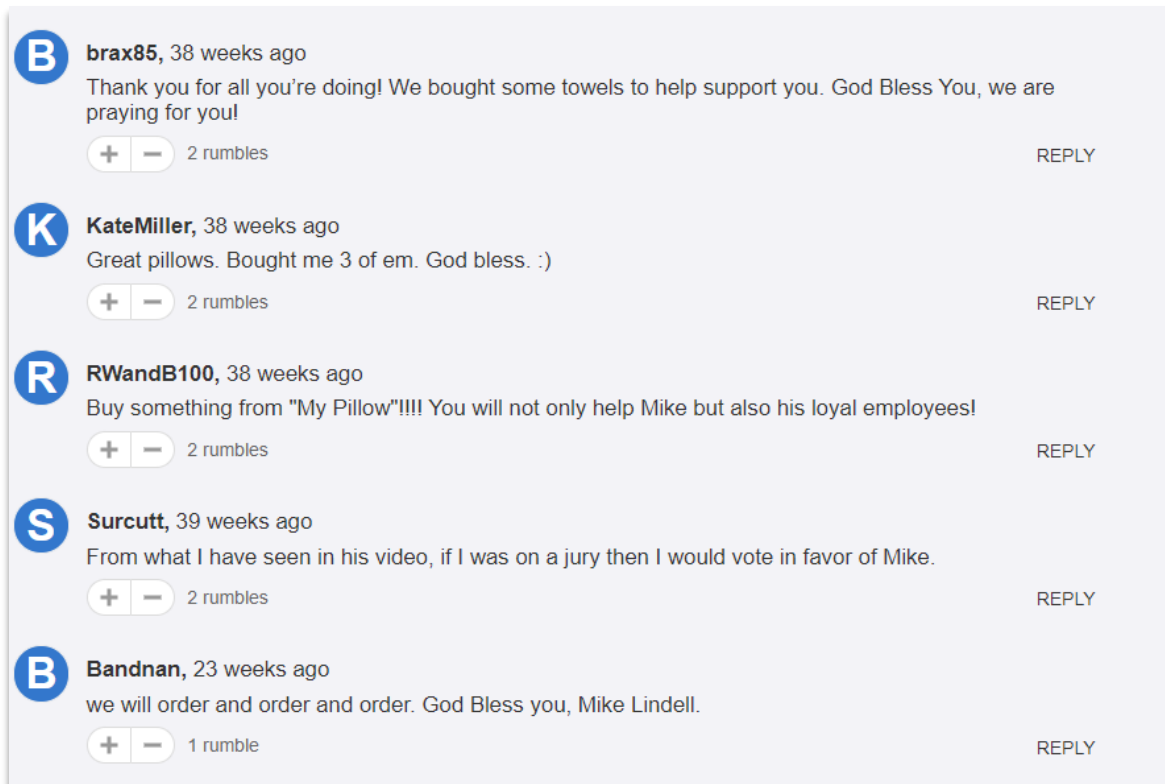 B
brax85, 38 weeks ago
Thank you for all you’re doing! We bought some towels to help support you. God Bless You, we are
praying for you!
+ − 2 rumbles REPLY
K
KateMiller, 38 weeks ago
Great pillows. Bought me 3 of em. God bless. :)
+ − 2 rumbles REPLY
R
RWandB100, 38 weeks ago
Buy something from "My Pillow"!!!! You will not only help Mike but also his loyal employees!
+ − 2 rumbles REPLY
S
Surcutt, 39 weeks ago
From what I have seen in his video, if I was on a jury then I would vote in favor of Mike.
+ − 2 rumbles REPLY
B
Bandnan, 23 weeks ago
we will order and order and order. God Bless you, Mike Lindell.
+ − 1 rumble REPLY